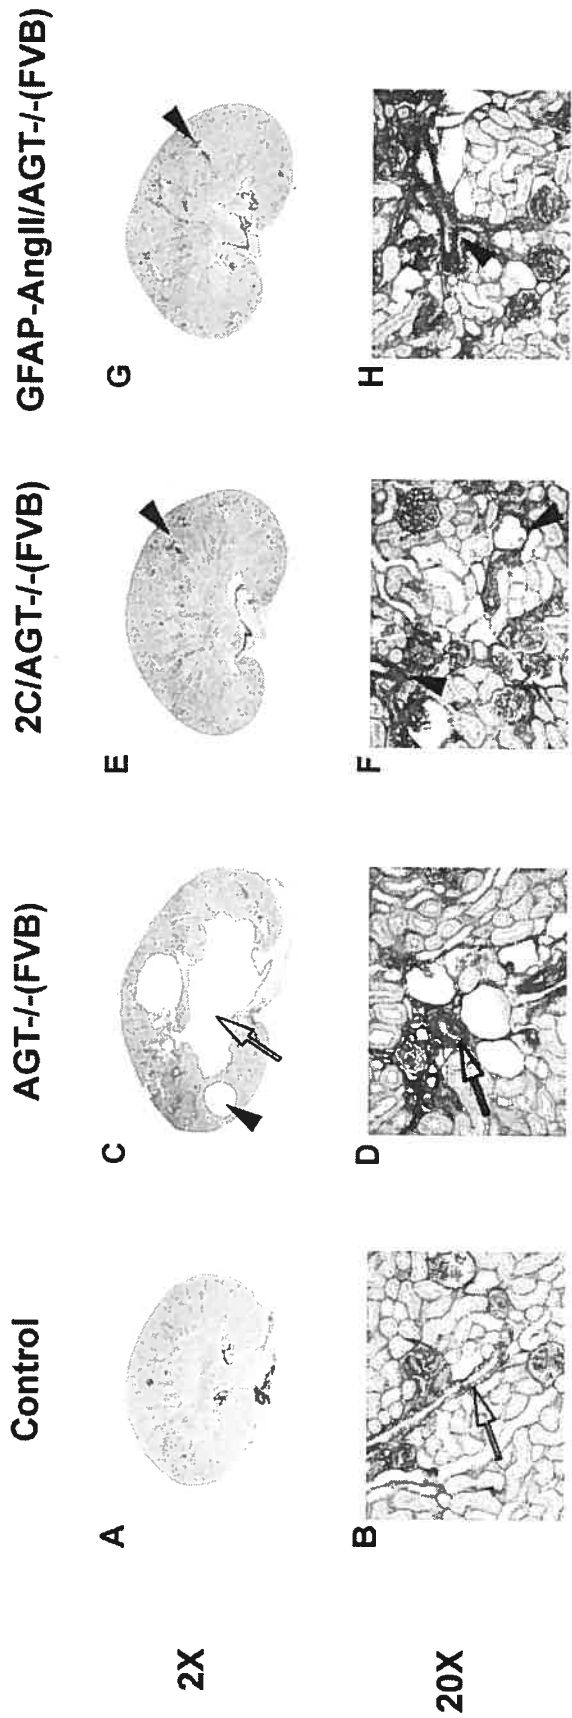 Control
AGT-/-(FVB)
2C/AGT-/-(FVB)
GFAP-AngII/AGT-/-(FVB)
2X
A
C
E
G
20X
B
D
F
H